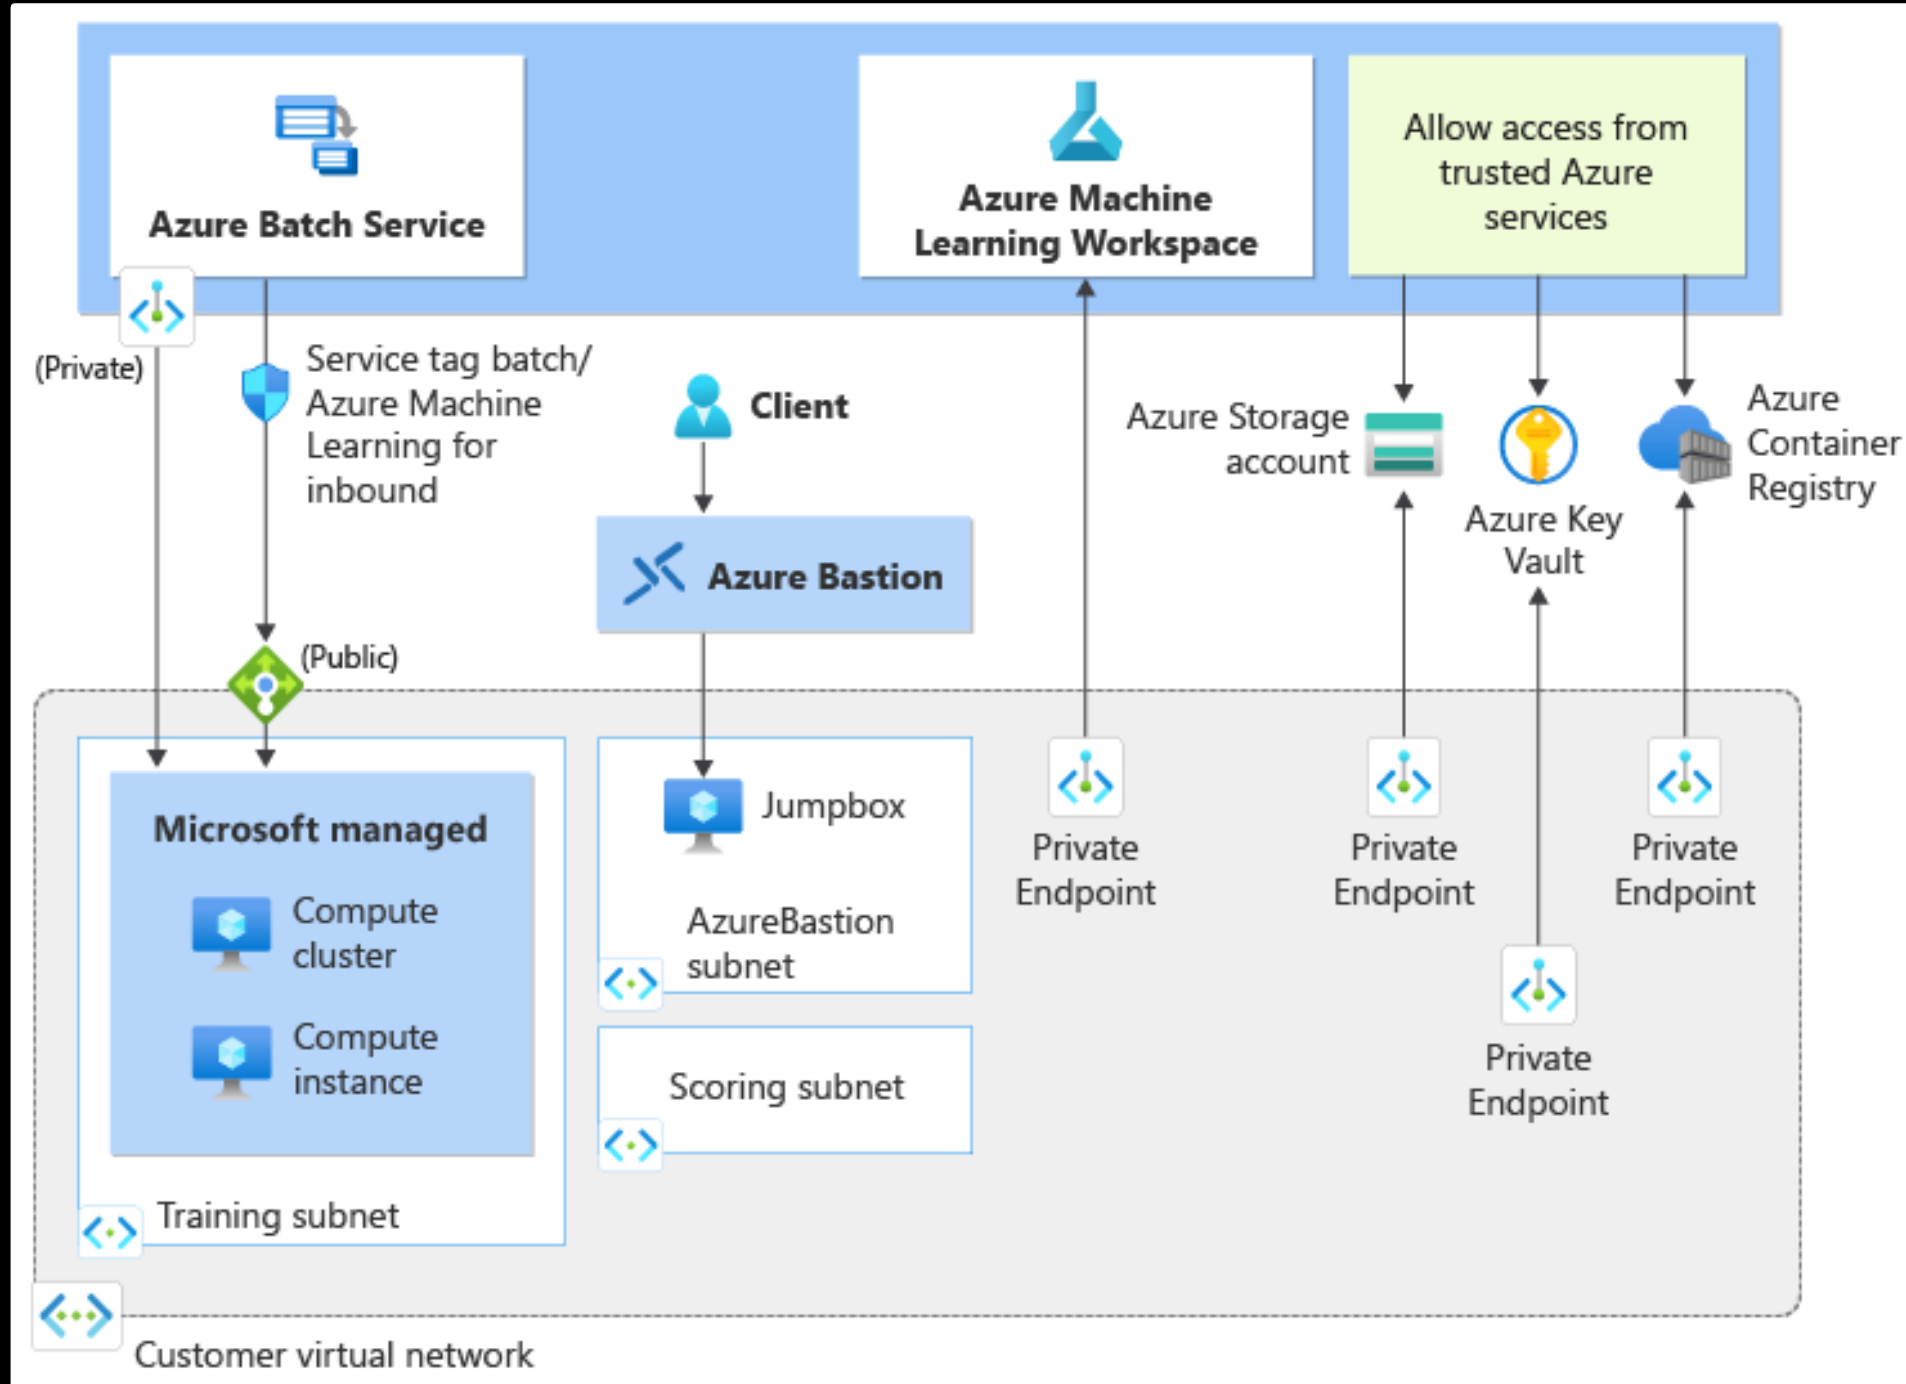 Azure Batch Service
Azure Machine
Learning Workspace
Allow access from
trusted Azure
services
(Private)
Service tag batch/
Azure Machine
Learning for
inbound
Client
Azure Storage
account
Azure Key
Vault
Azure
Container
Registry
Azure Bastion
(Public)
Microsoft managed
Compute
cluster
Compute
instance
Training subnet
Jumpbox
AzureBastion
subnet
Scoring subnet
Private
Endpoint
Private
Endpoint
Private
Endpoint
Private
Endpoint
Customer virtual network